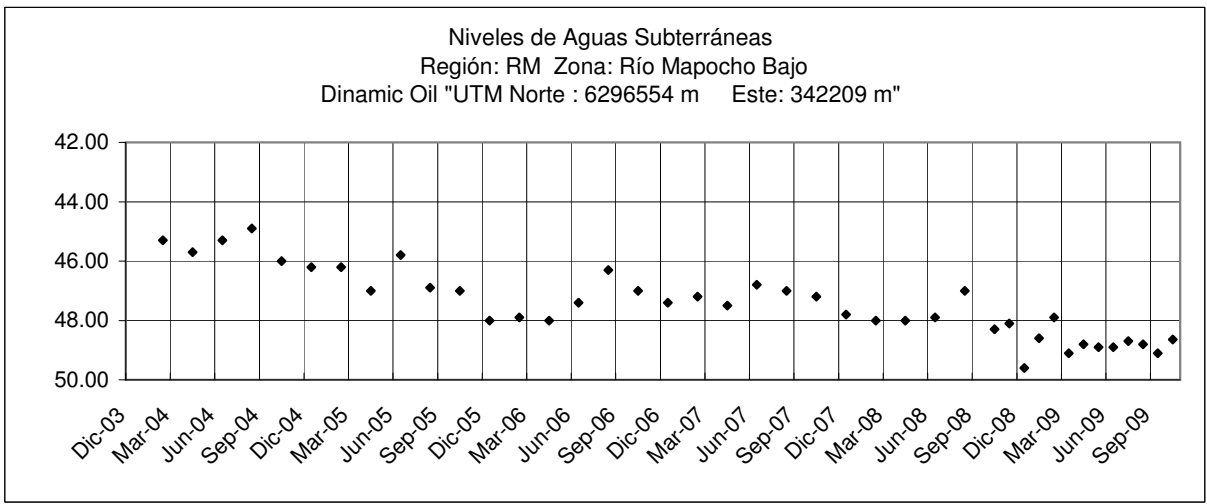 Niveles de Aguas Subterráneas
Región: RM Zona: Río Mapocho Bajo
Dinamic Oil "UTM Norte : 6296554 m Este: 342209 m"
42.00
44.00
46.00
48.00
50.00
Dic-03
Mar-04
Jun-04
Sep-04
Dic-04
Mar-05
Jun-05
Sep-05
Dic-05
Mar-06
Jun-06
Sep-06
Dic-06
Mar-07
Jun-07
Sep-07
Dic-07
Mar-08
Jun-08
Sep-08
Dic-08
Mar-09
Jun-09
Sep-09